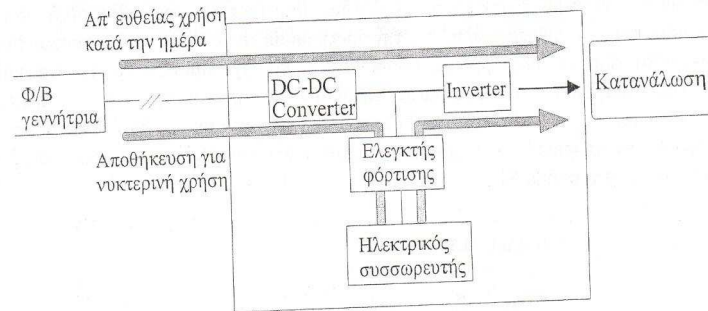 Απ' ευθείας χρήση
κατά την ημέρα
Φ/Β
γεννήτρια
DC-DC
Converter
Inverter
Κατανάλωση
Αποθήκευση για
νυκτερινή χρήση
Ελεγκτής
φόρτισης
Ηλεκτρικός
συσσωρευτής